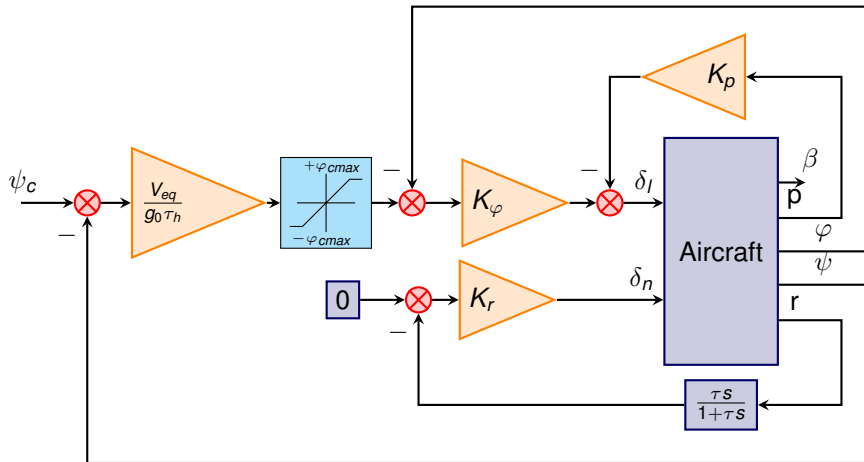 K_p
+φ_cmax
β
ψ_c
−
V_eq
g_0 τ_h
−
K_φ
−
δ_l
p
−φ_cmax
φ
Aircraft
ψ
0
K_r
δ_n
r
−
τs
1+τs